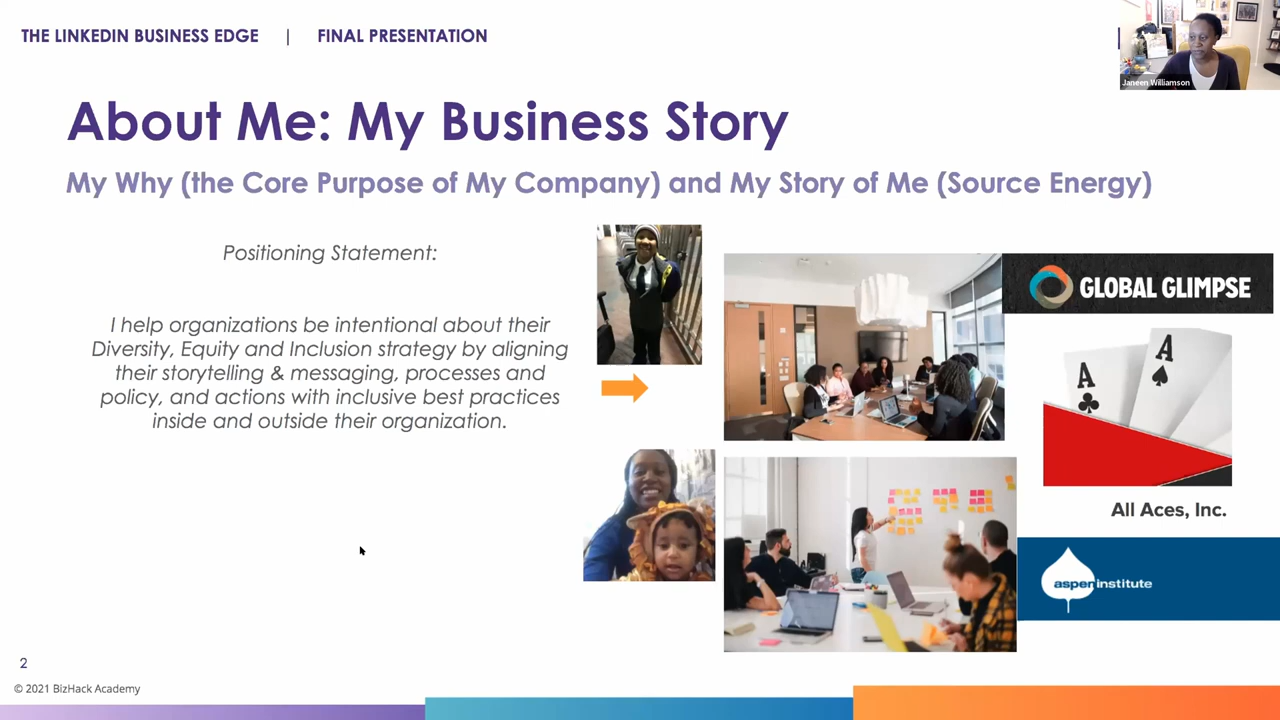 THE LINKEDIN BUSINESS EDGE | FINAL PRESENTATION
Janeen Williamson
About Me: My Business Story
My Why (the Core Purpose of My Company) and My Story of Me (Source Energy)
Positioning Statement:
I help organizations be intentional about their
Diversity, Equity and Inclusion strategy by aligning
their storytelling & messaging, processes and
policy, and actions with inclusive best practices
inside and outside their organization.
GLOBAL GLIMPSE
A
A
All Aces, Inc.
aspen institute
2
© 2021 BizHack Academy